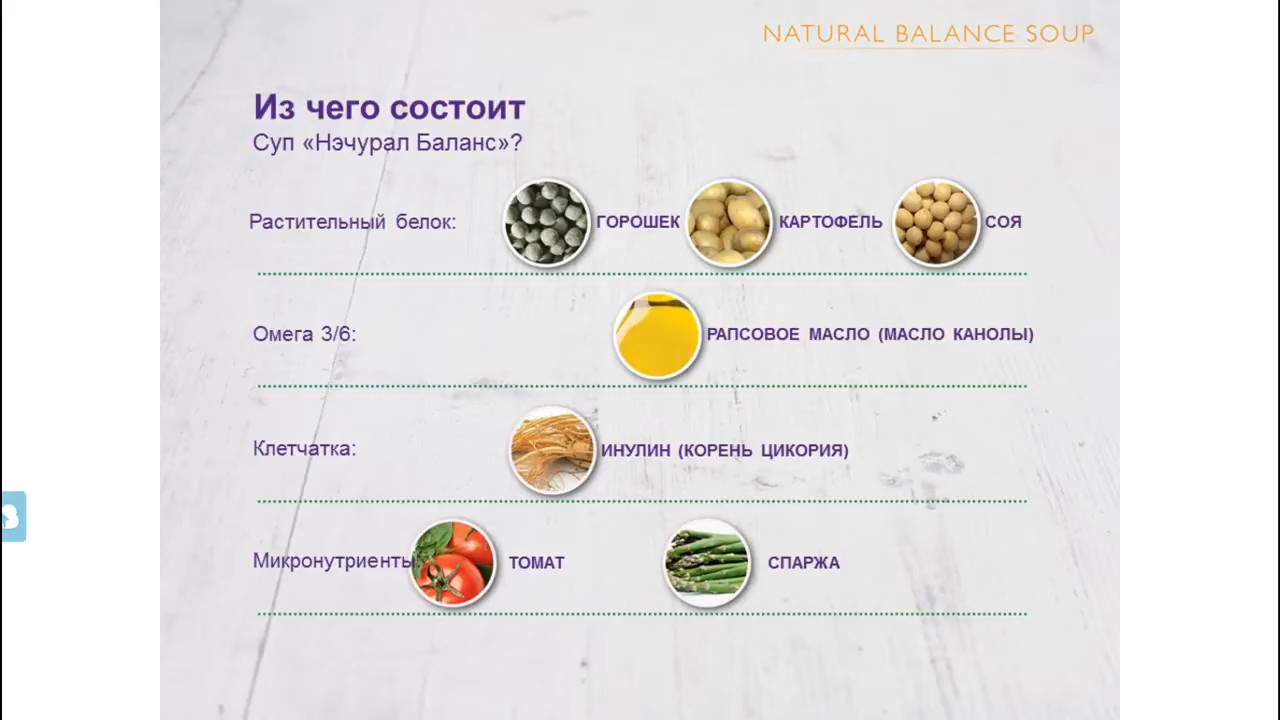 NATURAL BALANCE SOUP
Из чего состоит
Суп «Нэчурал Баланс»?
Растительный белок: ГОРОШЕК КАРТОФЕЛЬ СОЯ
Омега 3/6: РАПСОВОЕ МАСЛО (МАСЛО КАНОЛЫ)
Клетчатка: ИНУЛИН (КОРЕНЬ ЦИКОРИЯ)
Микронутриенты: ТОМАТ СПАРЖА